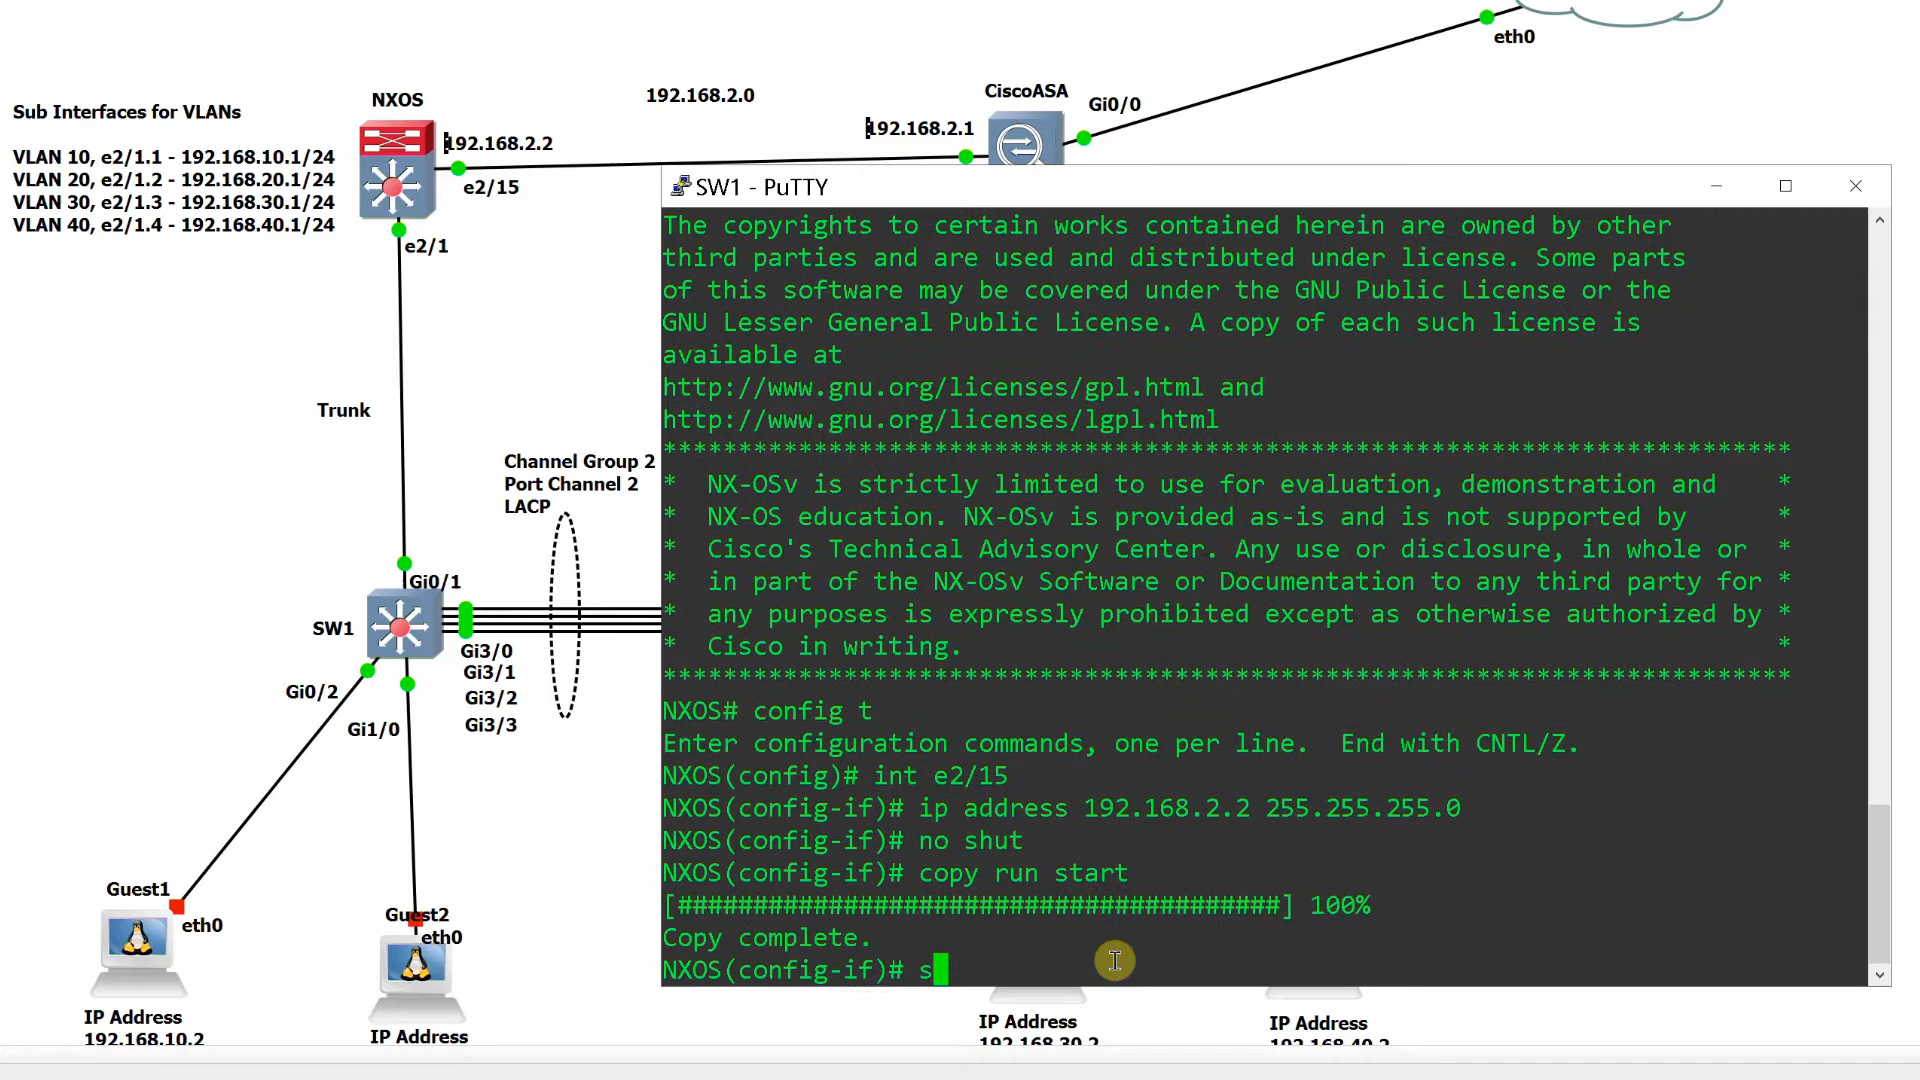 eth0
CiscoASA
NXOS
192.168.2.0
Gi0/0
Sub Interfaces for VLANs
192.168.2.1
192.168.2.2
VLAN 10, e2/1.1 - 192.168.10.1/24
VLAN 20, e2/1.2 - 192.168.20.1/24
VLAN 30, e2/1.3 - 192.168.30.1/24
VLAN 40, e2/1.4 - 192.168.40.1/24
e2/15
e2/1
Trunk
Channel Group 2
Port Channel 2
LACP
Gi0/1
SW1
Gi3/0
Gi3/1
Gi3/2
Gi3/3
Gi0/2
Gi1/0
Guest1
eth0
Guest2
eth0
IP Address
192.168.10.2
IP Address
IP Address
192.168.30.2
IP Address
192.168.40.2
SW1 - PuTTY
The copyrights to certain works contained herein are owned by other
third parties and are used and distributed under license. Some parts
of this software may be covered under the GNU Public License or the
GNU Lesser General Public License. A copy of each such license is
available at
http://www.gnu.org/licenses/gpl.html and
http://www.gnu.org/licenses/lgpl.html
***************************************************************************
*  NX-OSv is strictly limited to use for evaluation, demonstration and    *
*  NX-OS education. NX-OSv is provided as-is and is not supported by      *
*  Cisco's Technical Advisory Center. Any use or disclosure, in whole or  *
*  in part of the NX-OSv Software or Documentation to any third party for *
*  any purposes is expressly prohibited except as otherwise authorized by *
*  Cisco in writing.                                                      *
***************************************************************************
NXOS# config t
Enter configuration commands, one per line.  End with CNTL/Z.
NXOS(config)# int e2/15
NXOS(config-if)# ip address 192.168.2.2 255.255.255.0
NXOS(config-if)# no shut
NXOS(config-if)# copy run start
[########################################] 100%
Copy complete.
NXOS(config-if)# s